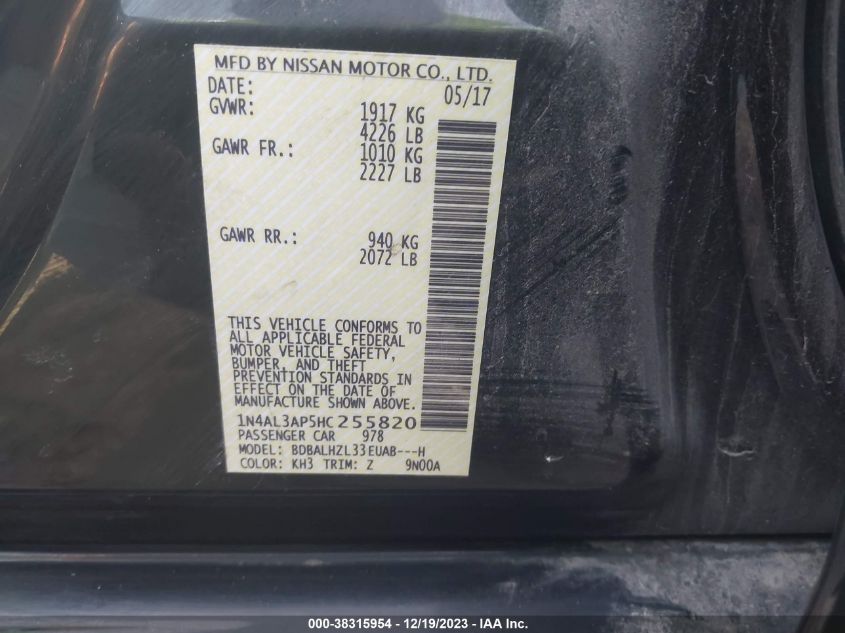 MFD BY NISSAN MOTOR CO., LTD.
DATE: 05/17
GVWR: 1917 KG
4226 LB
GAWR FR.: 1010 KG
2227 LB
GAWR RR.: 940 KG
2072 LB
THIS VEHICLE CONFORMS TO
ALL APPLICABLE FEDERAL
MOTOR VEHICLE SAFETY,
BUMPER, AND THEFT
PREVENTION STANDARDS IN
EFFECT ON THE DATE OF
MANUFACTURE SHOWN ABOVE.
1N4AL3AP5HC255820
PASSENGER CAR 978
MODEL: BDBALHZL33EUAB---H
COLOR: KH3 TRIM: Z 9N00A
000-38315954 - 12/19/2023 - IAA Inc.